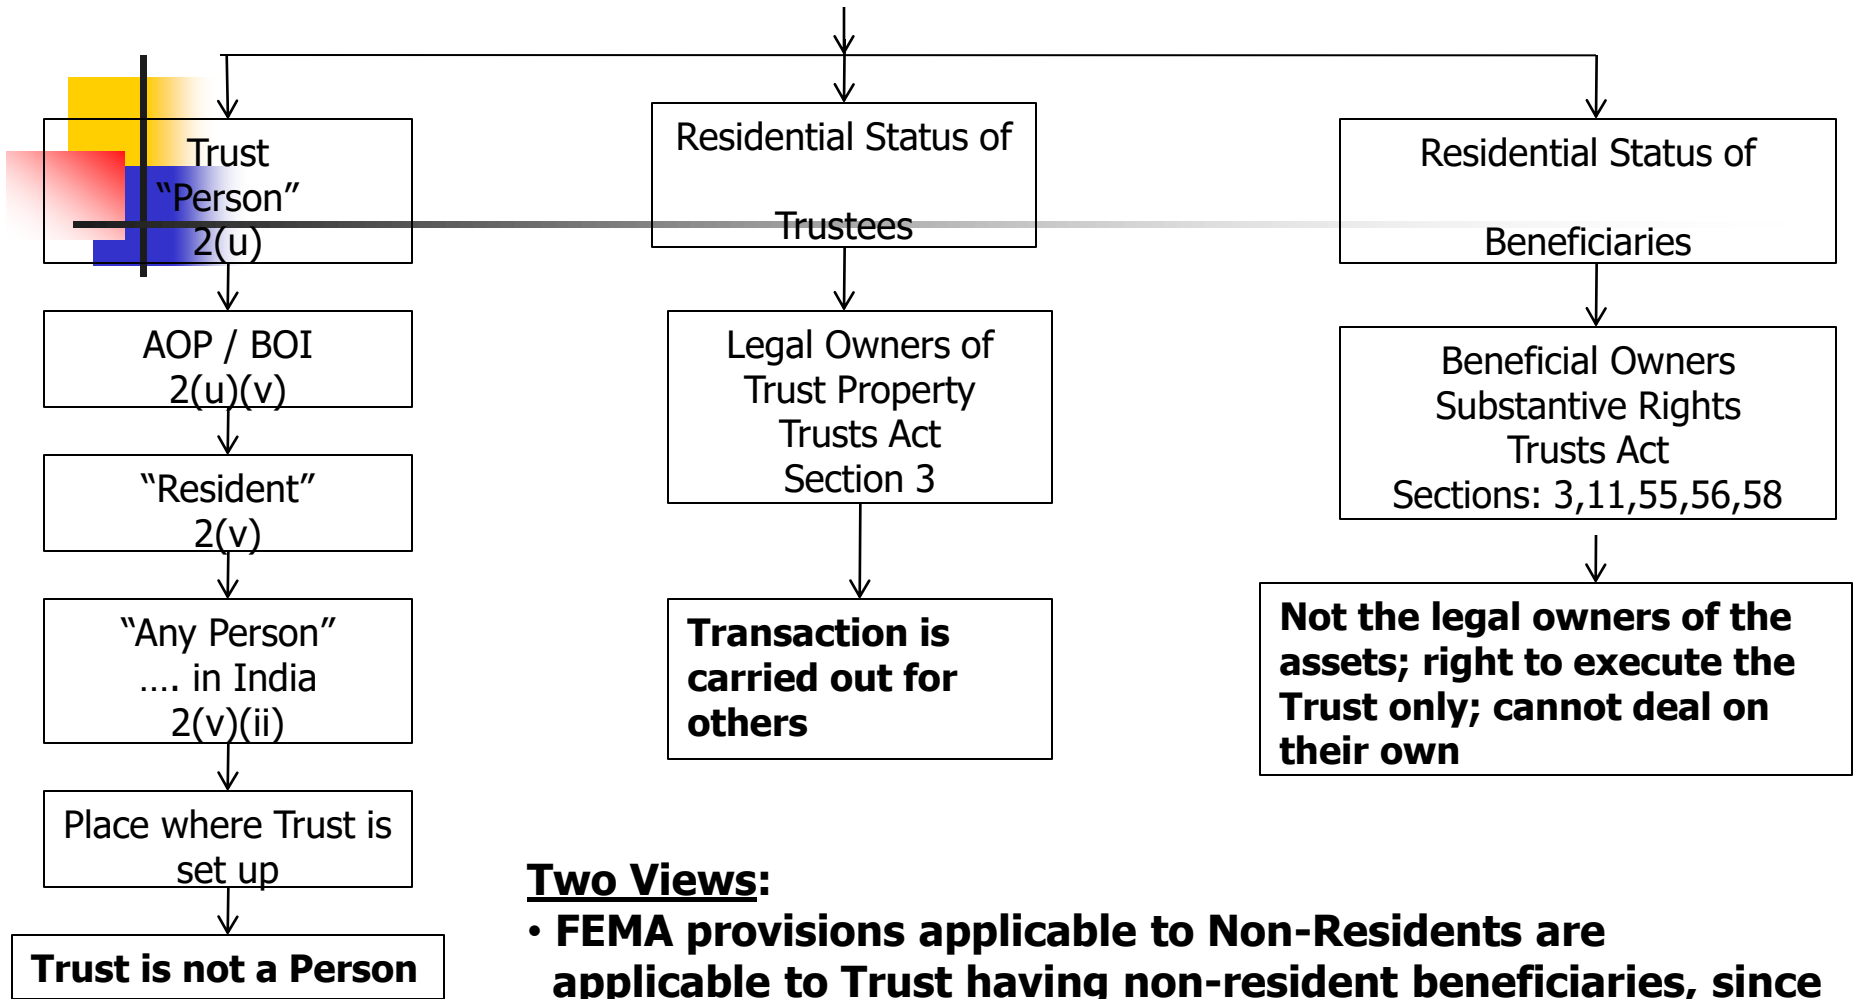 Trust
“Person”
2(u)
AOP / BOI
2(u)(v)
“Resident”
2(v)
“Any Person”
…. in India
2(v)(ii)
Place where Trust is
set up
Trust is not a Person
Residential Status of
Trustees
Legal Owners of
Trust Property
Trusts Act
Section 3
Transaction is
carried out for
others
Residential Status of
Beneficiaries
Beneficial Owners
Substantive Rights
Trusts Act
Sections: 3,11,55,56,58
Not the legal owners of the
assets; right to execute the
Trust only; cannot deal on
their own
Two Views:
• FEMA provisions applicable to Non-Residents are
applicable to Trust having non-resident beneficiaries, since